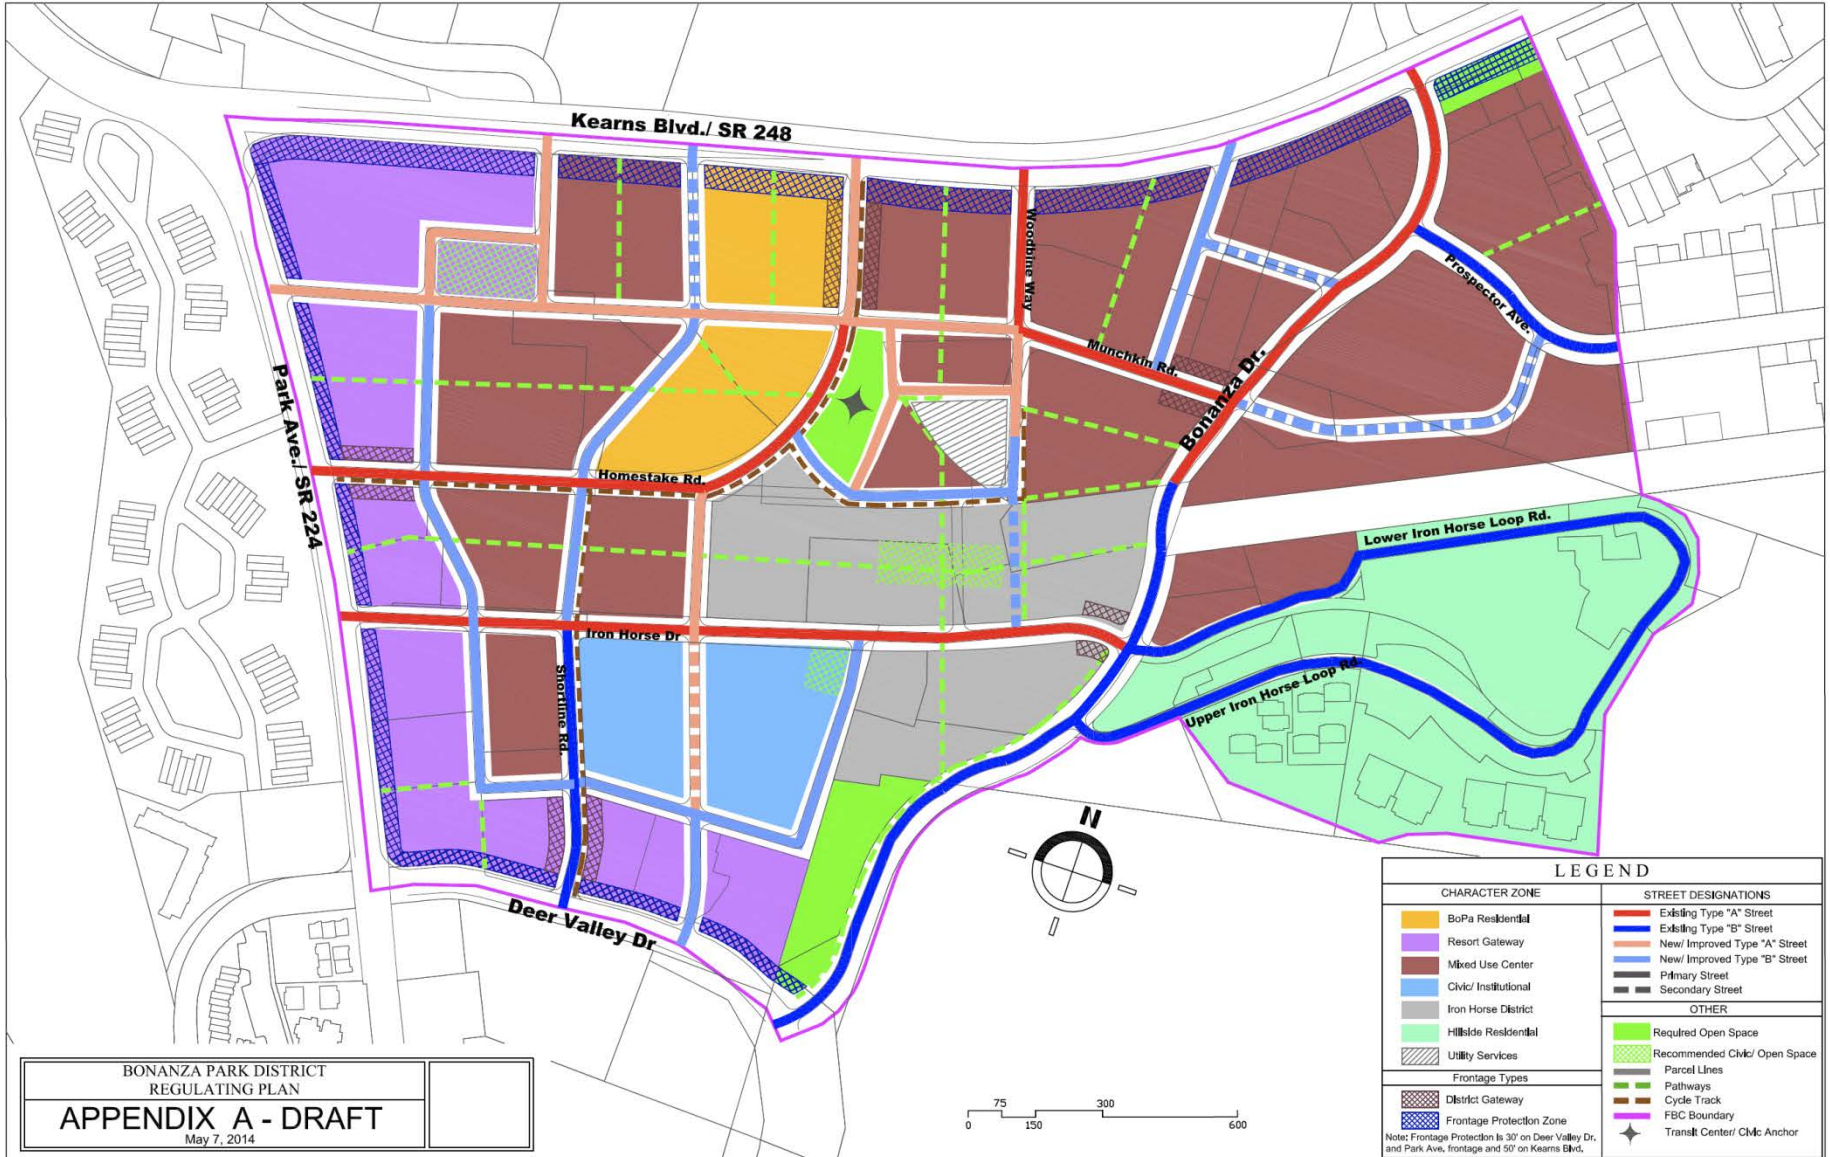 Kearns Blvd./ SR 248
Woodbine Way
Prospector Ave.
Munchkin Rd.
Bonanza Dr.
Park Ave./ SR 224
Homestake Rd.
Lower Iron Horse Loop Rd.
Iron Horse Dr
Shortline Rd.
Upper Iron Horse Loop Rd.
Deer Valley Dr
N
BONANZA PARK DISTRICT
REGULATING PLAN
APPENDIX A - DRAFT
May 7, 2014
75
300
0
150
600
LEGEND
CHARACTER ZONE
BoPa Residential
Resort Gateway
Mixed Use Center
Civic/ Institutional
Iron Horse District
Hillside Residential
Utility Services
Frontage Types
District Gateway
Frontage Protection Zone
Note: Frontage Protection is 30' on Deer Valley Dr.
and Park Ave. frontage and 50' on Kearns Blvd.
STREET DESIGNATIONS
Existing Type "A" Street
Existing Type "B" Street
New/ Improved Type "A" Street
New/ Improved Type "B" Street
Primary Street
Secondary Street
OTHER
Required Open Space
Recommended Civic/ Open Space
Parcel Lines
Pathways
Cycle Track
FBC Boundary
Transit Center/ Civic Anchor